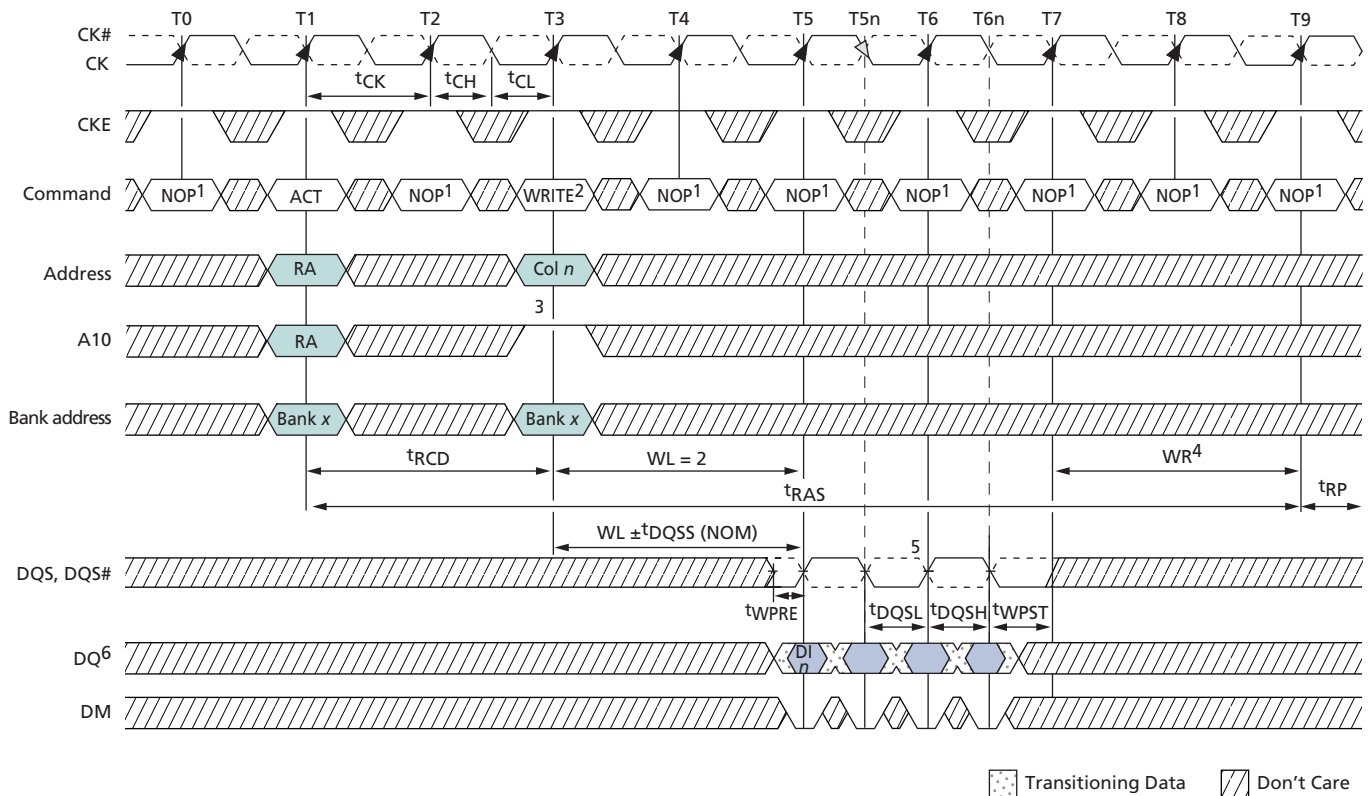 T0 T1 T2 T3 T4 T5 T5n T6 T6n T7 T8 T9
CK#
CK
tCK tCH tCL
CKE
Command NOP1 ACT NOP1 WRITE2 NOP1 NOP1 NOP1 NOP1 NOP1 NOP1
Address RA Col n
3
A10 RA
Bank address Bank x Bank x
tRCD WL = 2 WR4
tRAS tRP
WL ±tDQSS (NOM)
5
DQS, DQS#
tWPRE tDQSL tDQSH tWPST
DQ6 DI
n
DM
Transitioning Data Don't Care